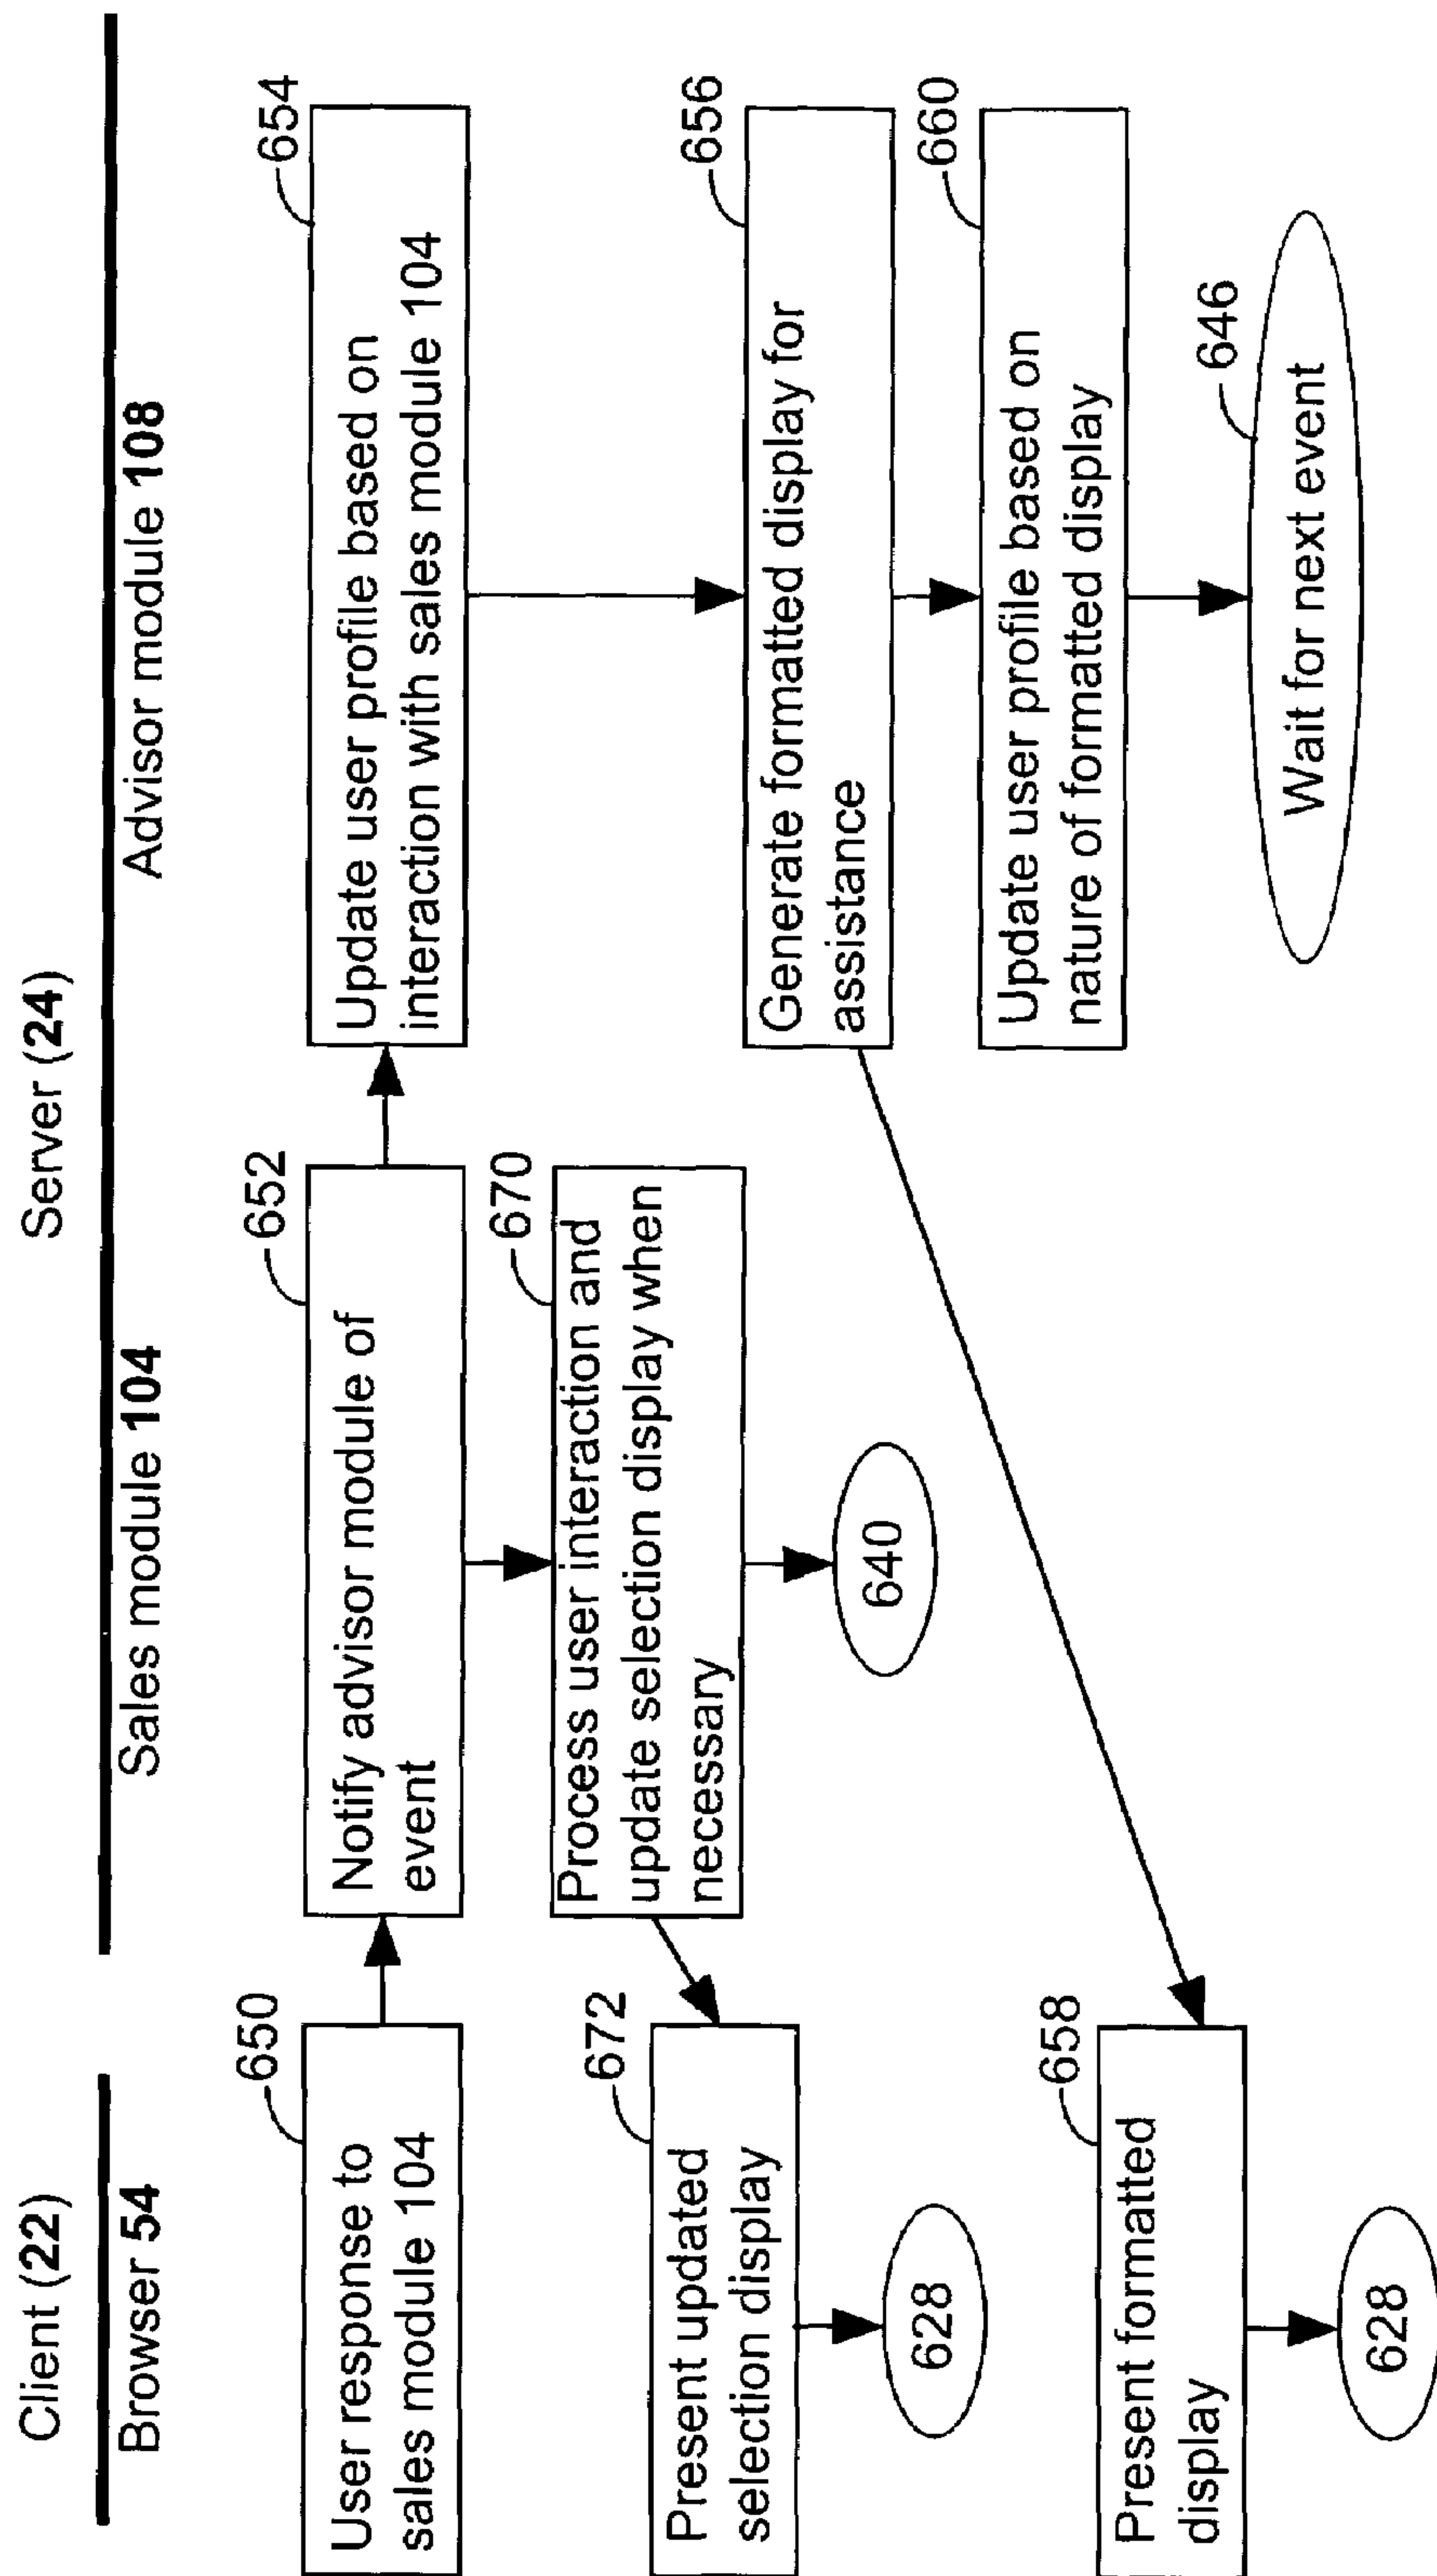 Client (22)
Server (24)
Browser 54
Sales module 104
Advisor module 108
650
User response to
sales module 104
652
Notify advisor module of
event
654
Update user profile based on
interaction with sales module 104
670
Process user interaction and
update selection display when
necessary
672
Present updated
selection display
628
640
656
Generate formatted display for
assistance
660
Update user profile based on
nature of formatted display
658
Present formatted
display
628
646
Wait for next event